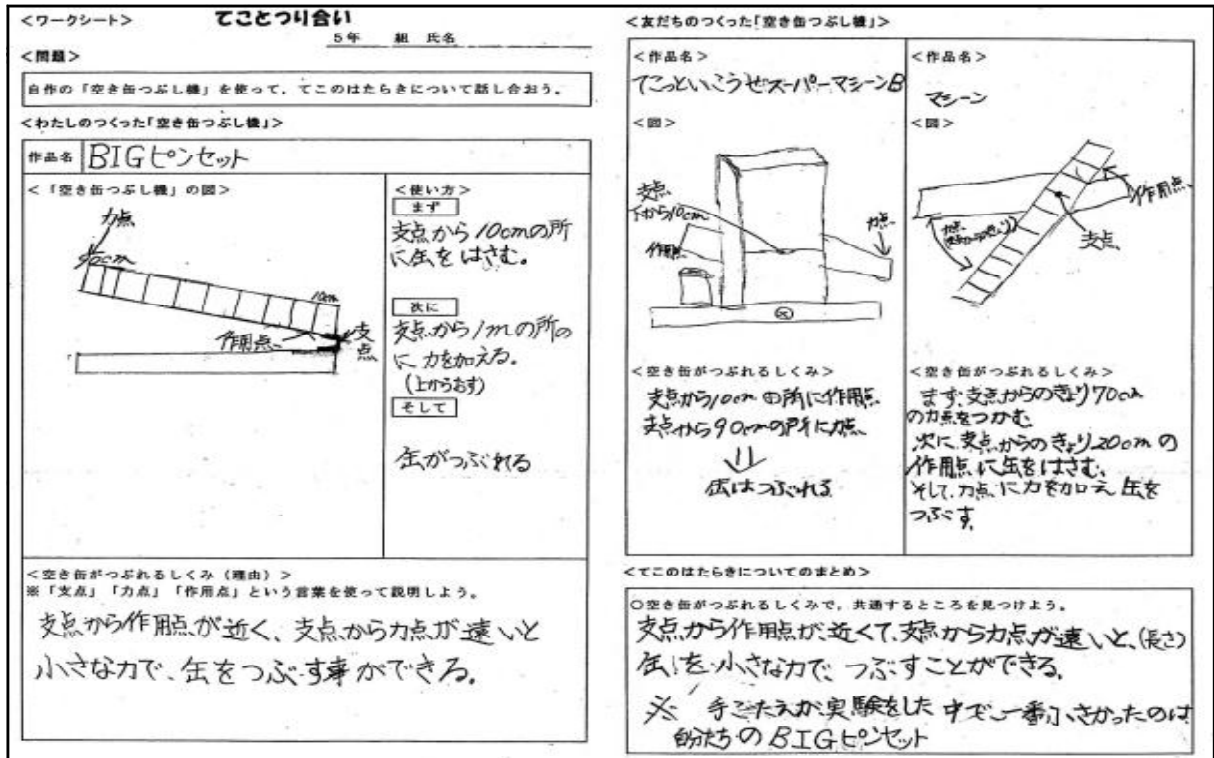 <ワークシート>
てことつり合い
5年 組 氏名
<問題>
自作の「空き缶つぶし機」を使って、てこのはたらきについて話し合おう。
<わたしのつくった「空き缶つぶし機」>
作品名 BIGピンセット
<「空き缶つぶし機」の図>
力点
10cm
作用点
支点
<使い方>
まず
支点から10cmの所
に缶をはさむ。
次に
支点から1mの所の
に力を加える。
(上からおす)
そして
缶がつぶれる
<空き缶がつぶれるしくみ(理由)>
※「支点」「力点」「作用点」という言葉を使って説明しよう。
支点から作用点が近く、支点から力点が遠いと
小さな力で、缶をつぶす事ができる。
<友だちのつくった「空き缶つぶし機」>
<作品名>
てこっといこうぜスーパーマシーンB
<図>
支点
下から10cm
作用点
力点
<空き缶がつぶれるしくみ>
支点から10cmの所に作用点
支点から90cmの所に力点
缶はつぶれる
<作品名>
マシーン
<図>
作用点
力点
支点
<空き缶がつぶれるしくみ>
まず、支点からのきょり70cm
の力点をつかむ
次に、支点からのきょり20cmの
作用点に缶をはさむ。
そして、力点に力を加え缶を
つぶす。
<てこのはたらきについてのまとめ>
○空き缶がつぶれるしくみで、共通するところを見つけよう。
支点から作用点が、近くて、支点から力点が遠いと、(長さ)
缶を小さな力で、つぶすことができる。
※ 手ごたえが、実験をした中で、一番小さかったのは
自分たちのBIGピンセット